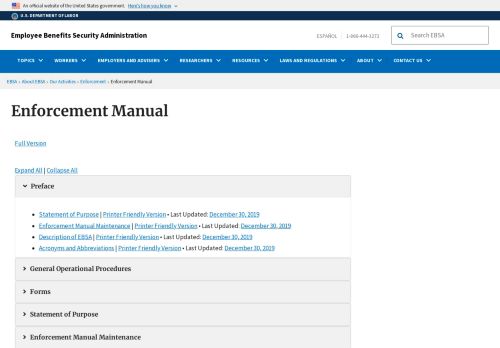 An official website of the United States government. Here's how you know
U.S. DEPARTMENT OF LABOR
Employee Benefits Security Administration
ESPAÑOL | 1-866-444-3272
Search EBSA
TOPICS WORKERS EMPLOYERS AND ADVISERS RESEARCHERS RESOURCES LAWS AND REGULATIONS ABOUT CONTACT US
EBSA › About EBSA › Our Activities › Enforcement › Enforcement Manual
Enforcement Manual
Full Version
Expand All | Collapse All
Preface
• Statement of Purpose | Printer Friendly Version • Last Updated: December 30, 2019
• Enforcement Manual Maintenance | Printer Friendly Version • Last Updated: December 30, 2019
• Description of EBSA | Printer Friendly Version • Last Updated: December 30, 2019
• Acronyms and Abbreviations | Printer Friendly Version • Last Updated: December 30, 2019
General Operational Procedures
Forms
Statement of Purpose
Enforcement Manual Maintenance